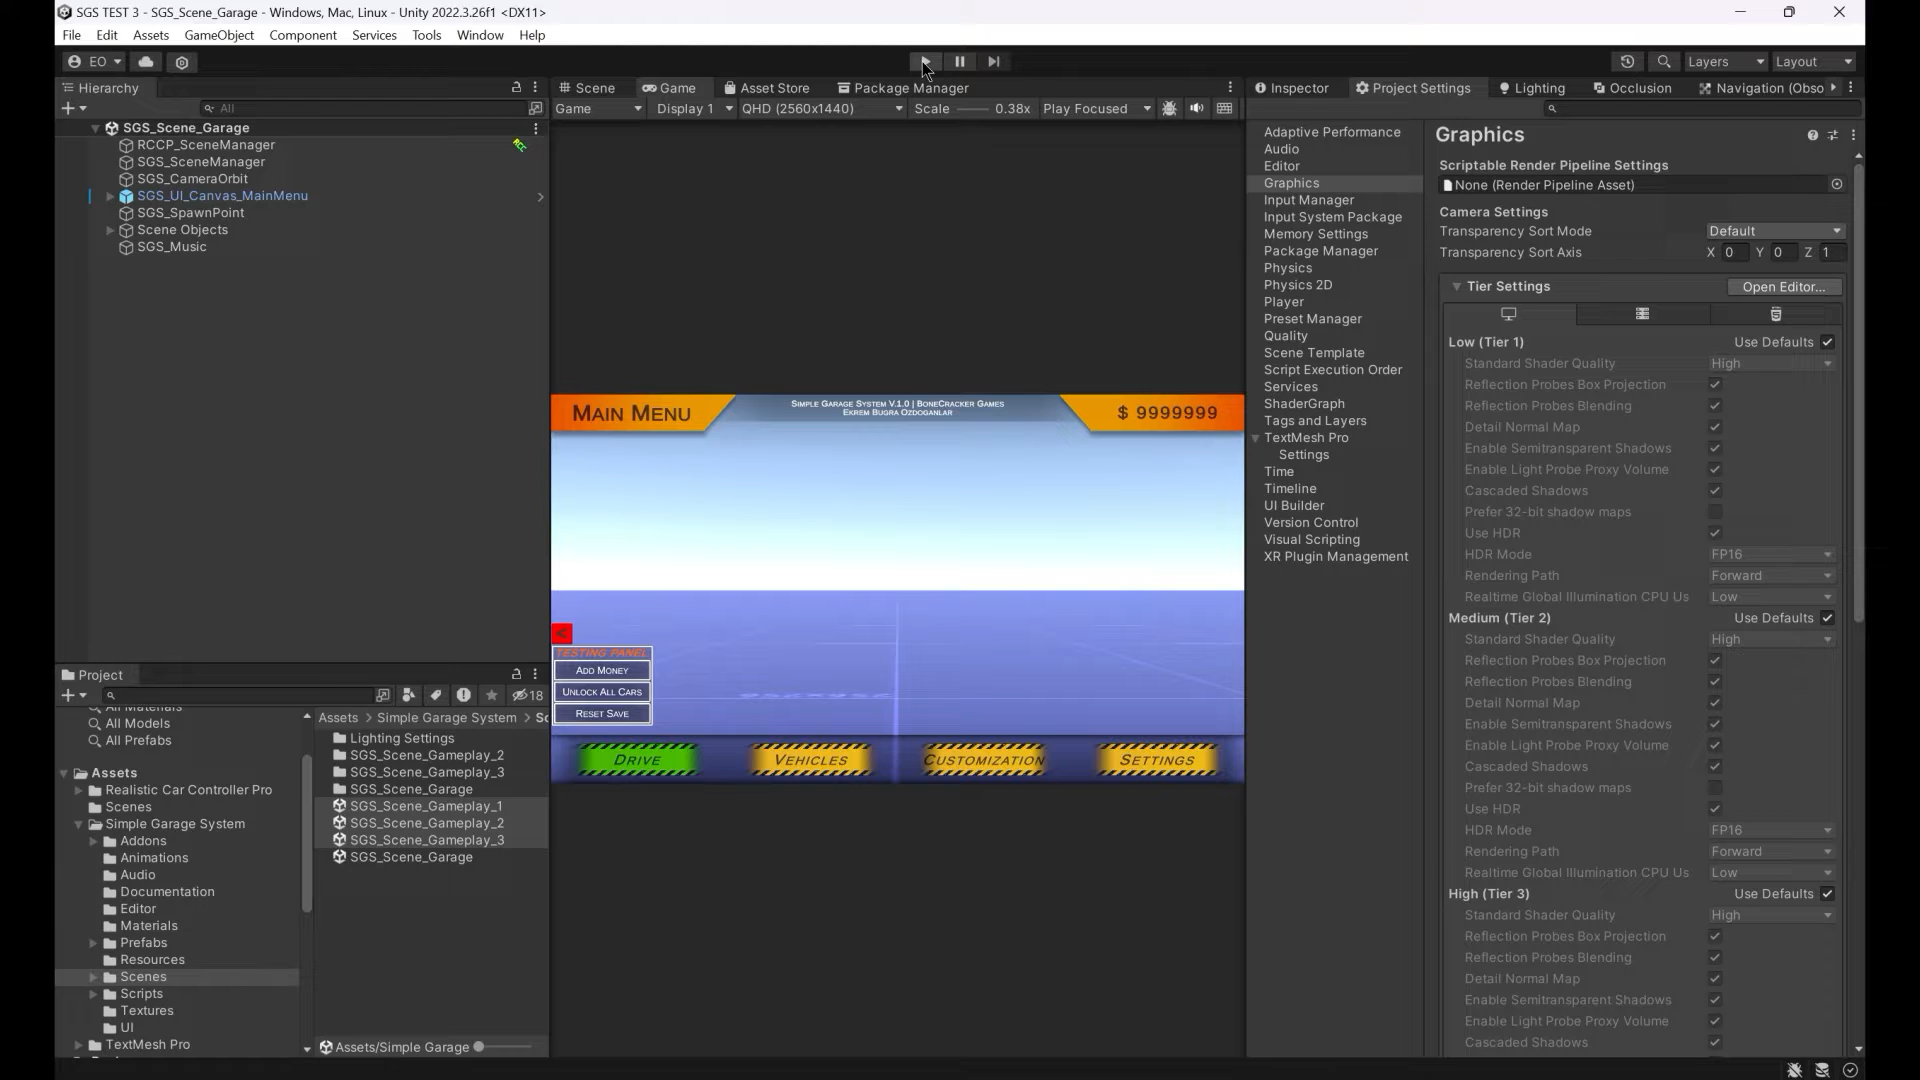 SGS TEST 3 - SGS_Scene_Garage - Windows, Mac, Linux - Unity 2022.3.26f1 <DX11>
File Edit Assets GameObject Component Services Tools Window Help
EO Layers Layout
Hierarchy
All
SGS_Scene_Garage
RCCP_SceneManager
SGS_SceneManager
SGS_CameraOrbit
SGS_UI_Canvas_MainMenu
SGS_SpawnPoint
Scene Objects
SGS_Music
Scene Game Asset Store Package Manager
Game Display 1 QHD (2560x1440) Scale 0.38x Play Focused
MAIN MENU
SIMPLE GARAGE SYSTEM V.1.0 | BONECRACKER GAMES
EKREM BUGRA OZDOGANLAR
$ 9999999
<
TESTING PANEL
ADD MONEY
UNLOCK ALL CARS
RESET SAVE
DRIVE VEHICLES CUSTOMIZATION SETTINGS
Project
18
All Models
All Prefabs
Assets
Realistic Car Controller Pro
Scenes
Simple Garage System
Addons
Animations
Audio
Documentation
Editor
Materials
Prefabs
Resources
Scenes
Scripts
Textures
UI
TextMesh Pro
Assets > Simple Garage System > Sc
Lighting Settings
SGS_Scene_Gameplay_2
SGS_Scene_Gameplay_3
SGS_Scene_Garage
SGS_Scene_Gameplay_1
SGS_Scene_Gameplay_2
SGS_Scene_Gameplay_3
SGS_Scene_Garage
Assets/Simple Garage
Inspector Project Settings Lighting Occlusion Navigation (Obso
Adaptive Performance
Audio
Editor
Graphics
Input Manager
Input System Package
Memory Settings
Package Manager
Physics
Physics 2D
Player
Preset Manager
Quality
Scene Template
Script Execution Order
Services
ShaderGraph
Tags and Layers
TextMesh Pro
Settings
Time
Timeline
UI Builder
Version Control
Visual Scripting
XR Plugin Management
Graphics
Scriptable Render Pipeline Settings
None (Render Pipeline Asset)
Camera Settings
Transparency Sort Mode Default
Transparency Sort Axis X 0 Y 0 Z 1
Tier Settings Open Editor...
Low (Tier 1) Use Defaults
Standard Shader Quality High
Reflection Probes Box Projection
Reflection Probes Blending
Detail Normal Map
Enable Semitransparent Shadows
Enable Light Probe Proxy Volume
Cascaded Shadows
Prefer 32-bit shadow maps
Use HDR
HDR Mode FP16
Rendering Path Forward
Realtime Global Illumination CPU Us Low
Medium (Tier 2) Use Defaults
Standard Shader Quality High
Reflection Probes Box Projection
Reflection Probes Blending
Detail Normal Map
Enable Semitransparent Shadows
Enable Light Probe Proxy Volume
Cascaded Shadows
Prefer 32-bit shadow maps
Use HDR
HDR Mode FP16
Rendering Path Forward
Realtime Global Illumination CPU Us Low
High (Tier 3) Use Defaults
Standard Shader Quality High
Reflection Probes Box Projection
Reflection Probes Blending
Detail Normal Map
Enable Semitransparent Shadows
Enable Light Probe Proxy Volume
Cascaded Shadows